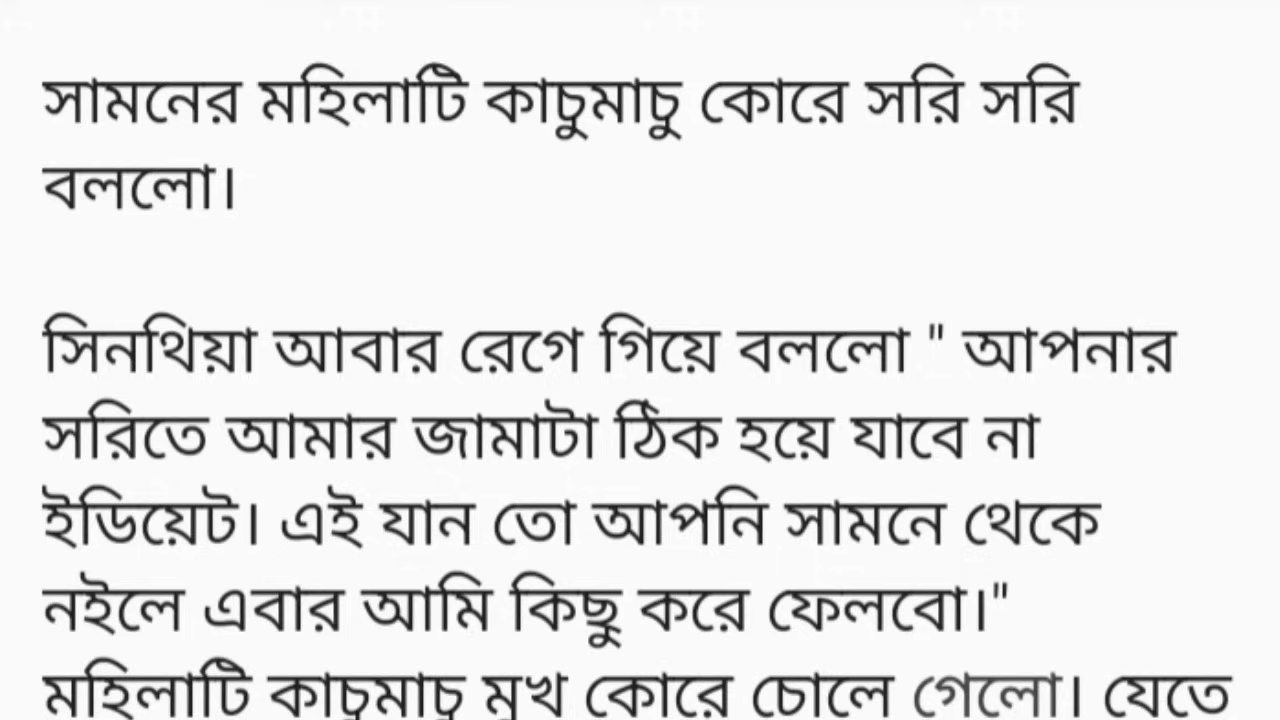 সামনের মহিলাটি কাচুমাচু কোরে সরি সরি
বললো।
সিনথিয়া আবার রেগে গিয়ে বললো " আপনার
সরিতে আমার জামাটা ঠিক হয়ে যাবে না
ইডিয়েট। এই যান তো আপনি সামনে থেকে
নইলে এবার আমি কিছু করে ফেলবো।"
মহিলাটি কাচুমাচু মুখ কোরে চোলে গেলো। যেতে